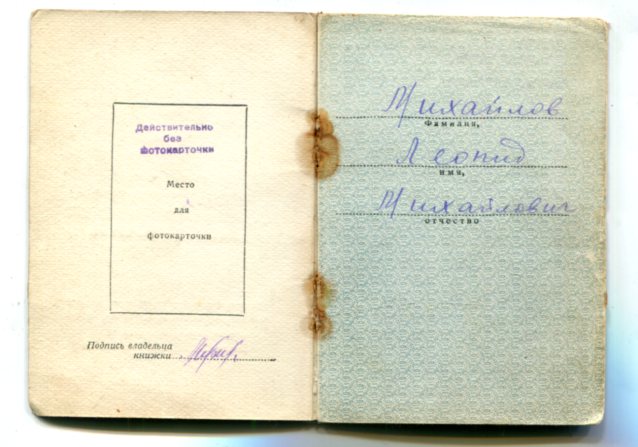 Действительно
без
фотокарточки
Место
для
фотокарточки
Подпись владельца
книжки
Михайлов
Фамилия,
Леонид
имя,
Михайлович
отчество